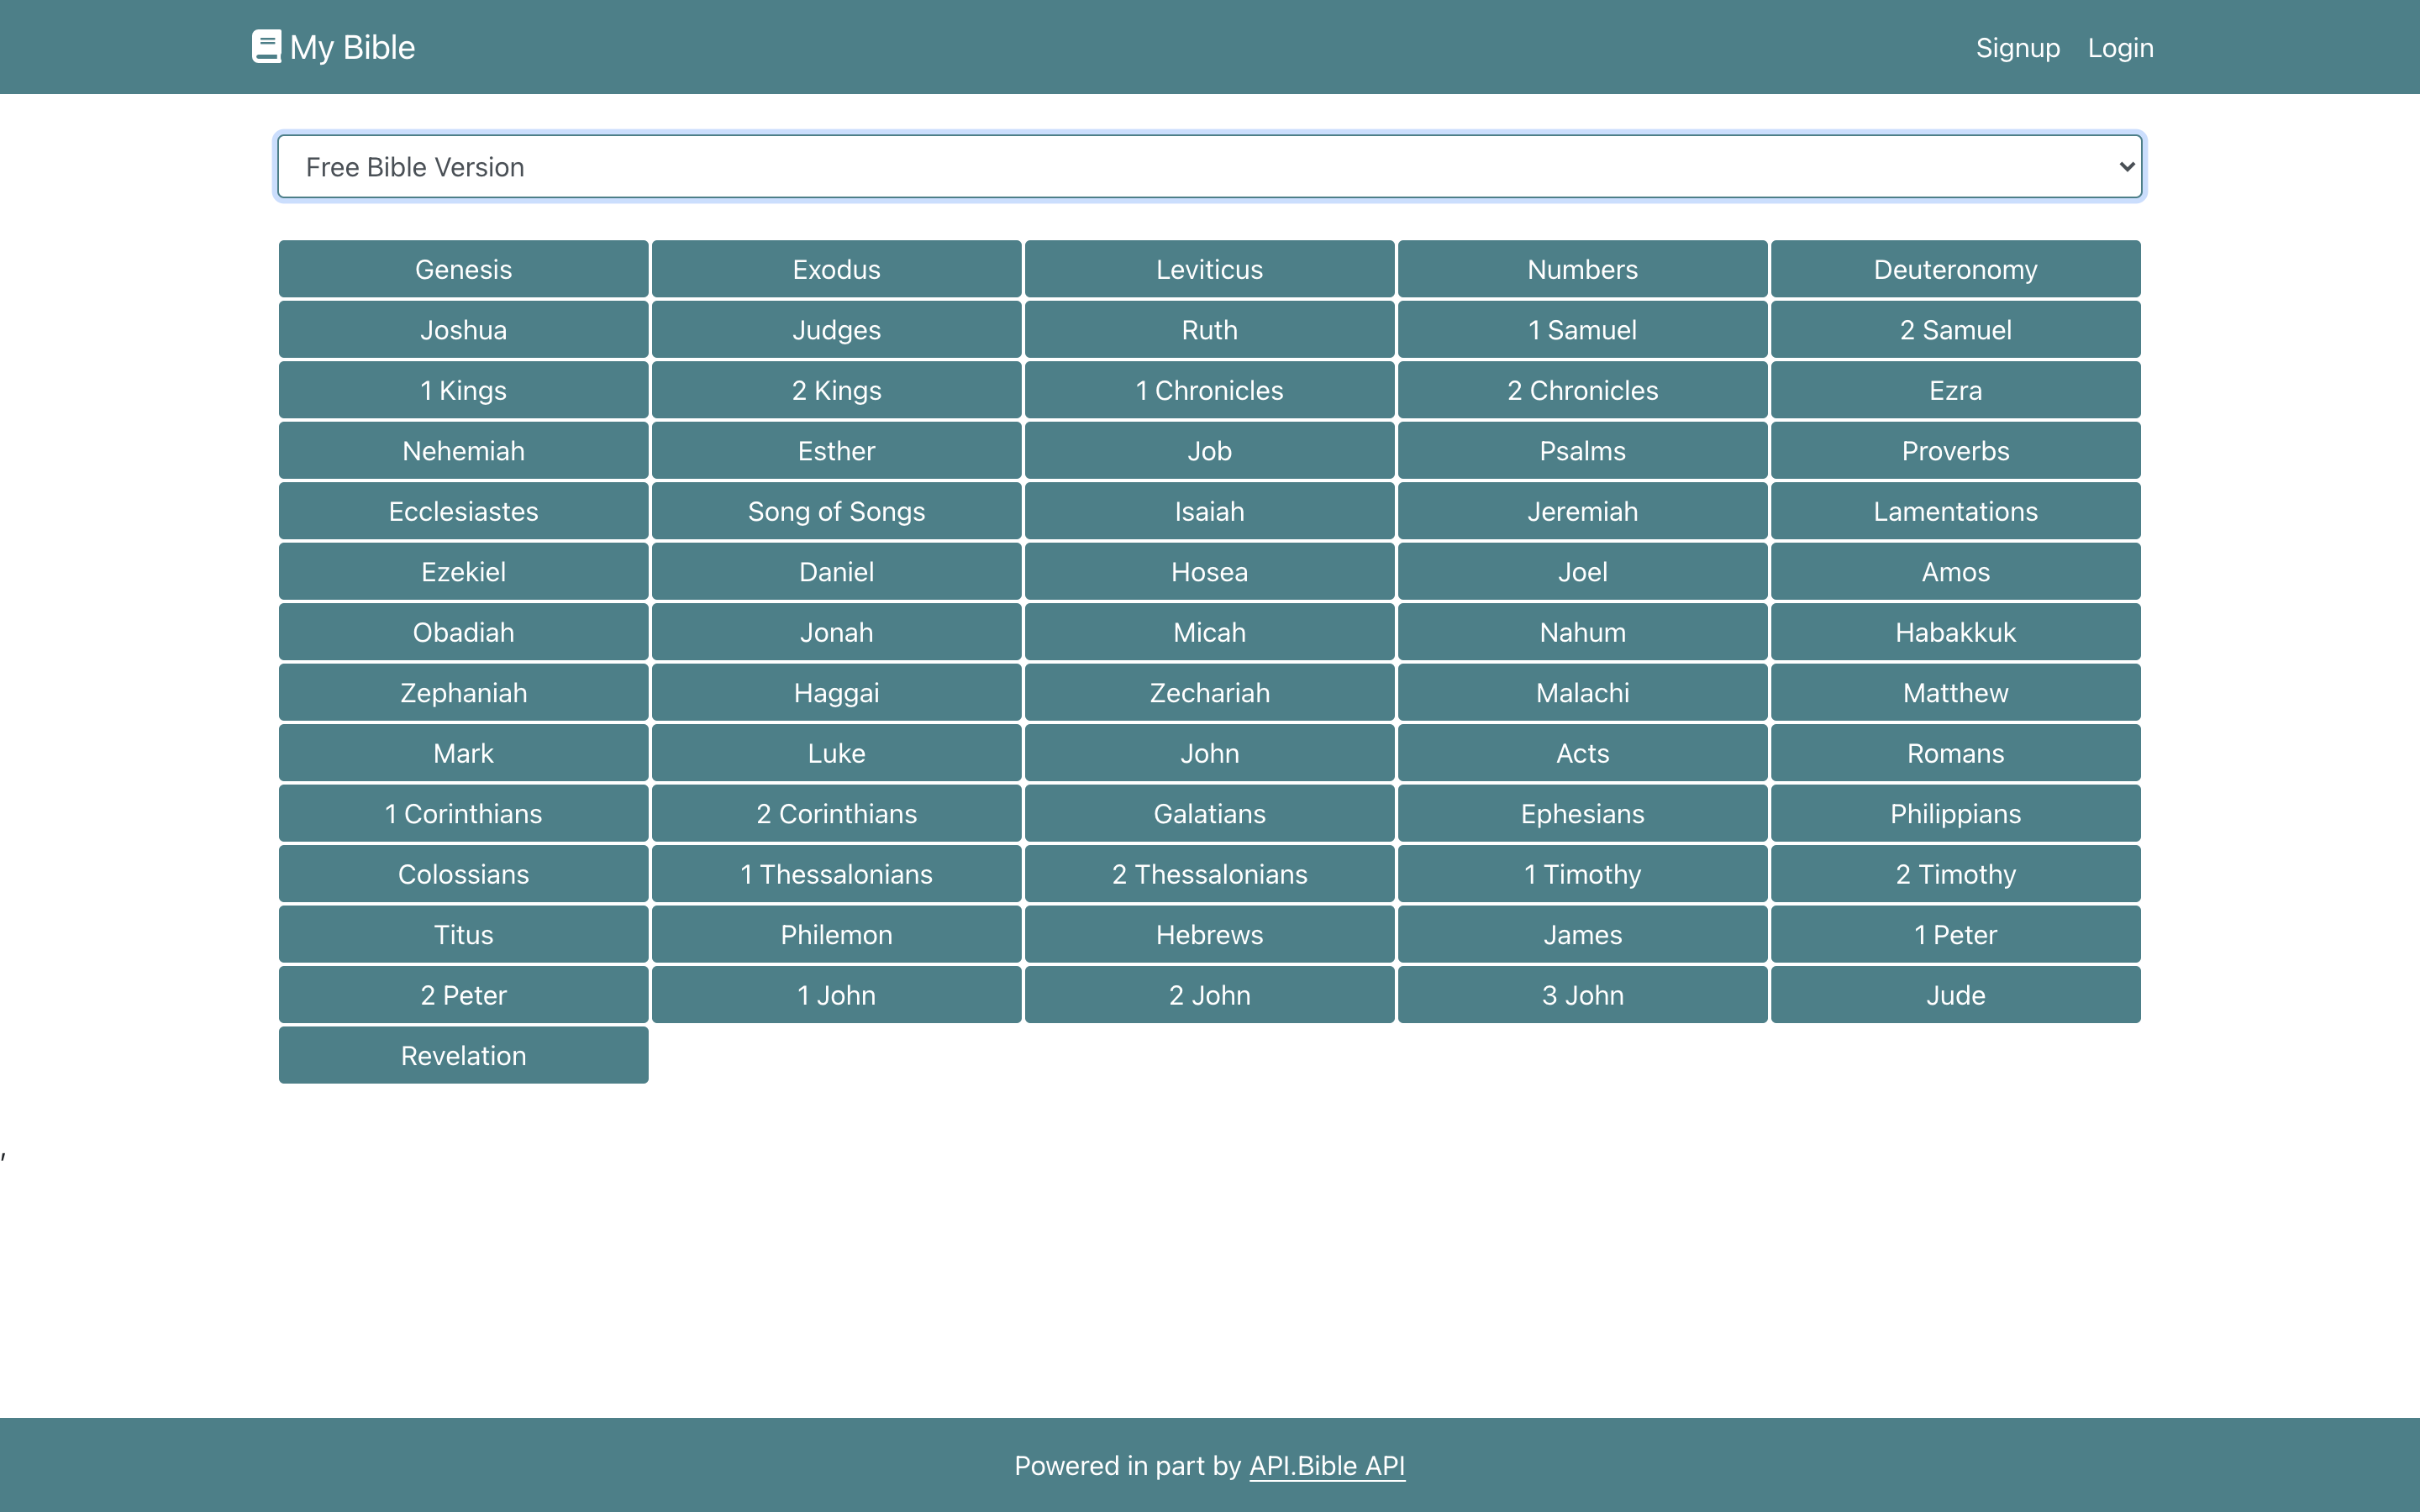 My Bible Signup Login
Free Bible Version
Genesis Exodus Leviticus Numbers Deuteronomy
Joshua Judges Ruth 1 Samuel 2 Samuel
1 Kings 2 Kings 1 Chronicles 2 Chronicles Ezra
Nehemiah Esther Job Psalms Proverbs
Ecclesiastes Song of Songs Isaiah Jeremiah Lamentations
Ezekiel Daniel Hosea Joel Amos
Obadiah Jonah Micah Nahum Habakkuk
Zephaniah Haggai Zechariah Malachi Matthew
Mark Luke John Acts Romans
1 Corinthians 2 Corinthians Galatians Ephesians Philippians
Colossians 1 Thessalonians 2 Thessalonians 1 Timothy 2 Timothy
Titus Philemon Hebrews James 1 Peter
2 Peter 1 John 2 John 3 John Jude
Revelation
,
Powered in part by API.Bible API